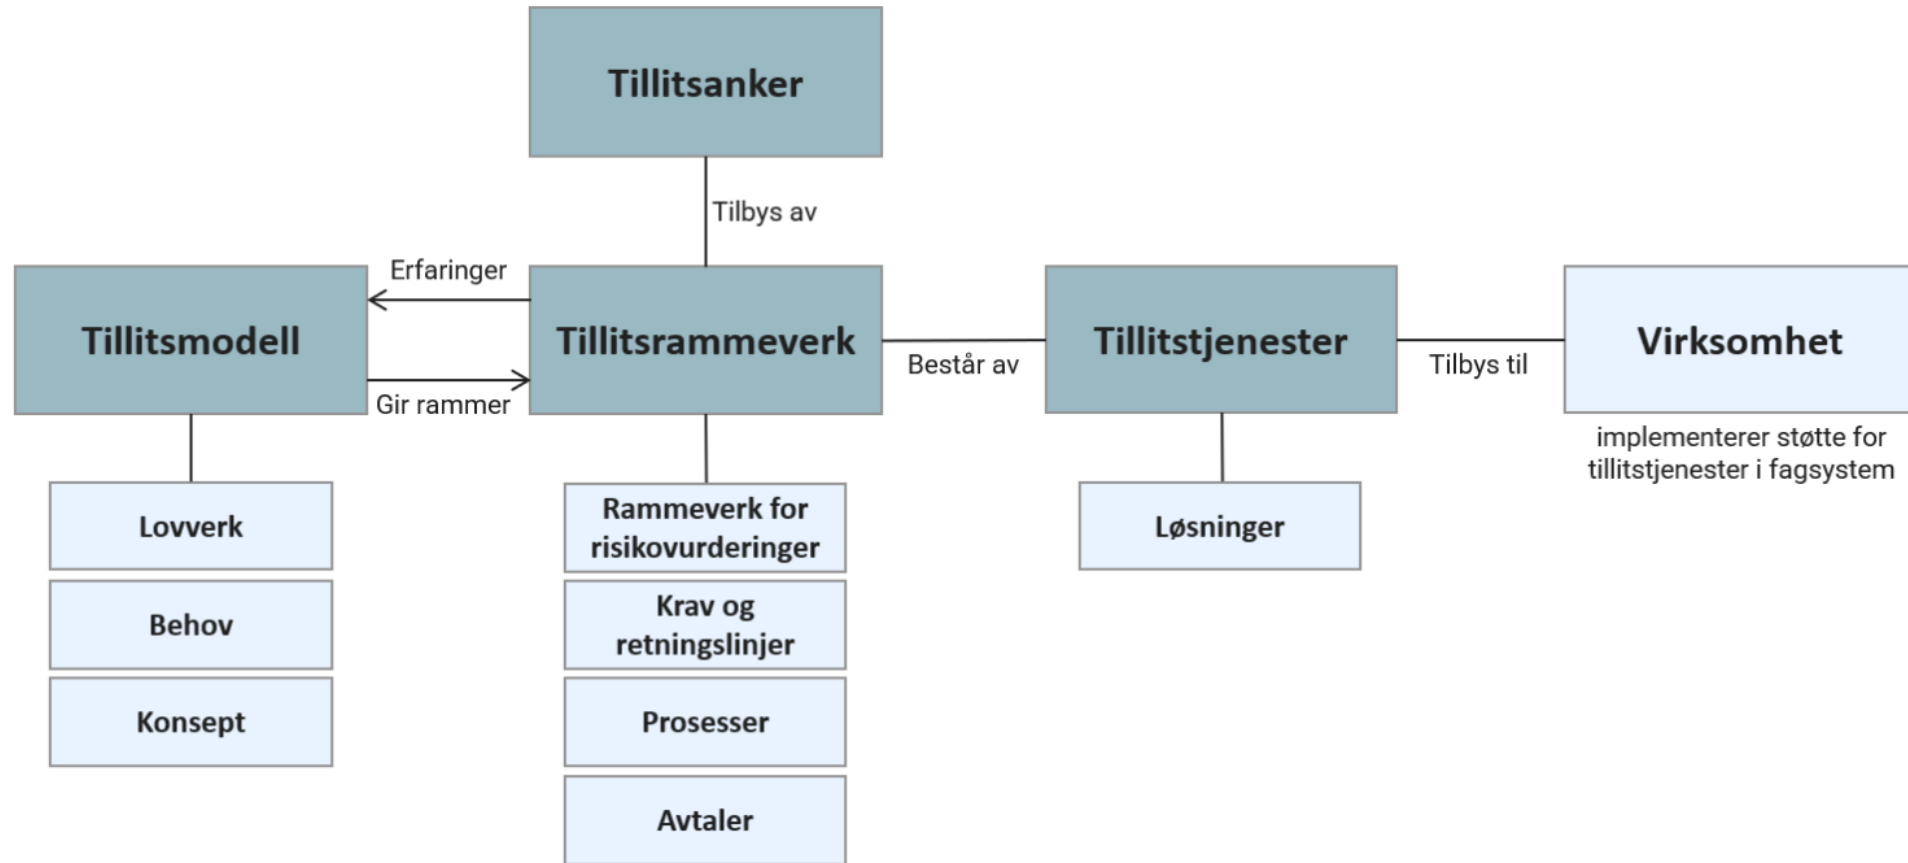 Tillitsanker
Tilbys av
Erfaringer
Tillitsmodell
Tillitsrammeverk
Tillitstjenester
Virksomhet
Gir rammer
Består av
Tilbys til
implementerer støtte for
tillitstjenester i fagsystem
Lovverk
Behov
Konsept
Rammeverk for
risikovurderinger
Krav og
retningslinjer
Prosesser
Avtaler
Løsninger